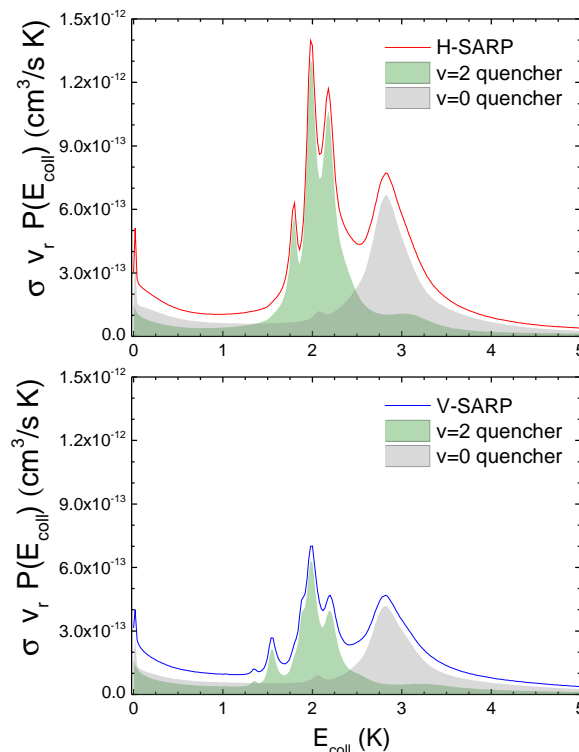 1.5x10⁻¹²
1.2x10⁻¹²
9.0x10⁻¹³
6.0x10⁻¹³
3.0x10⁻¹³
0.0
σ vᵣ P(E_coll) (cm³/s K)
H-SARP
v=2 quencher
v=0 quencher
0 1 2 3 4 5
1.5x10⁻¹²
1.2x10⁻¹²
9.0x10⁻¹³
6.0x10⁻¹³
3.0x10⁻¹³
0.0
σ vᵣ P(E_coll) (cm³/s K)
V-SARP
v=2 quencher
v=0 quencher
0 1 2 3 4 5
E_coll (K)